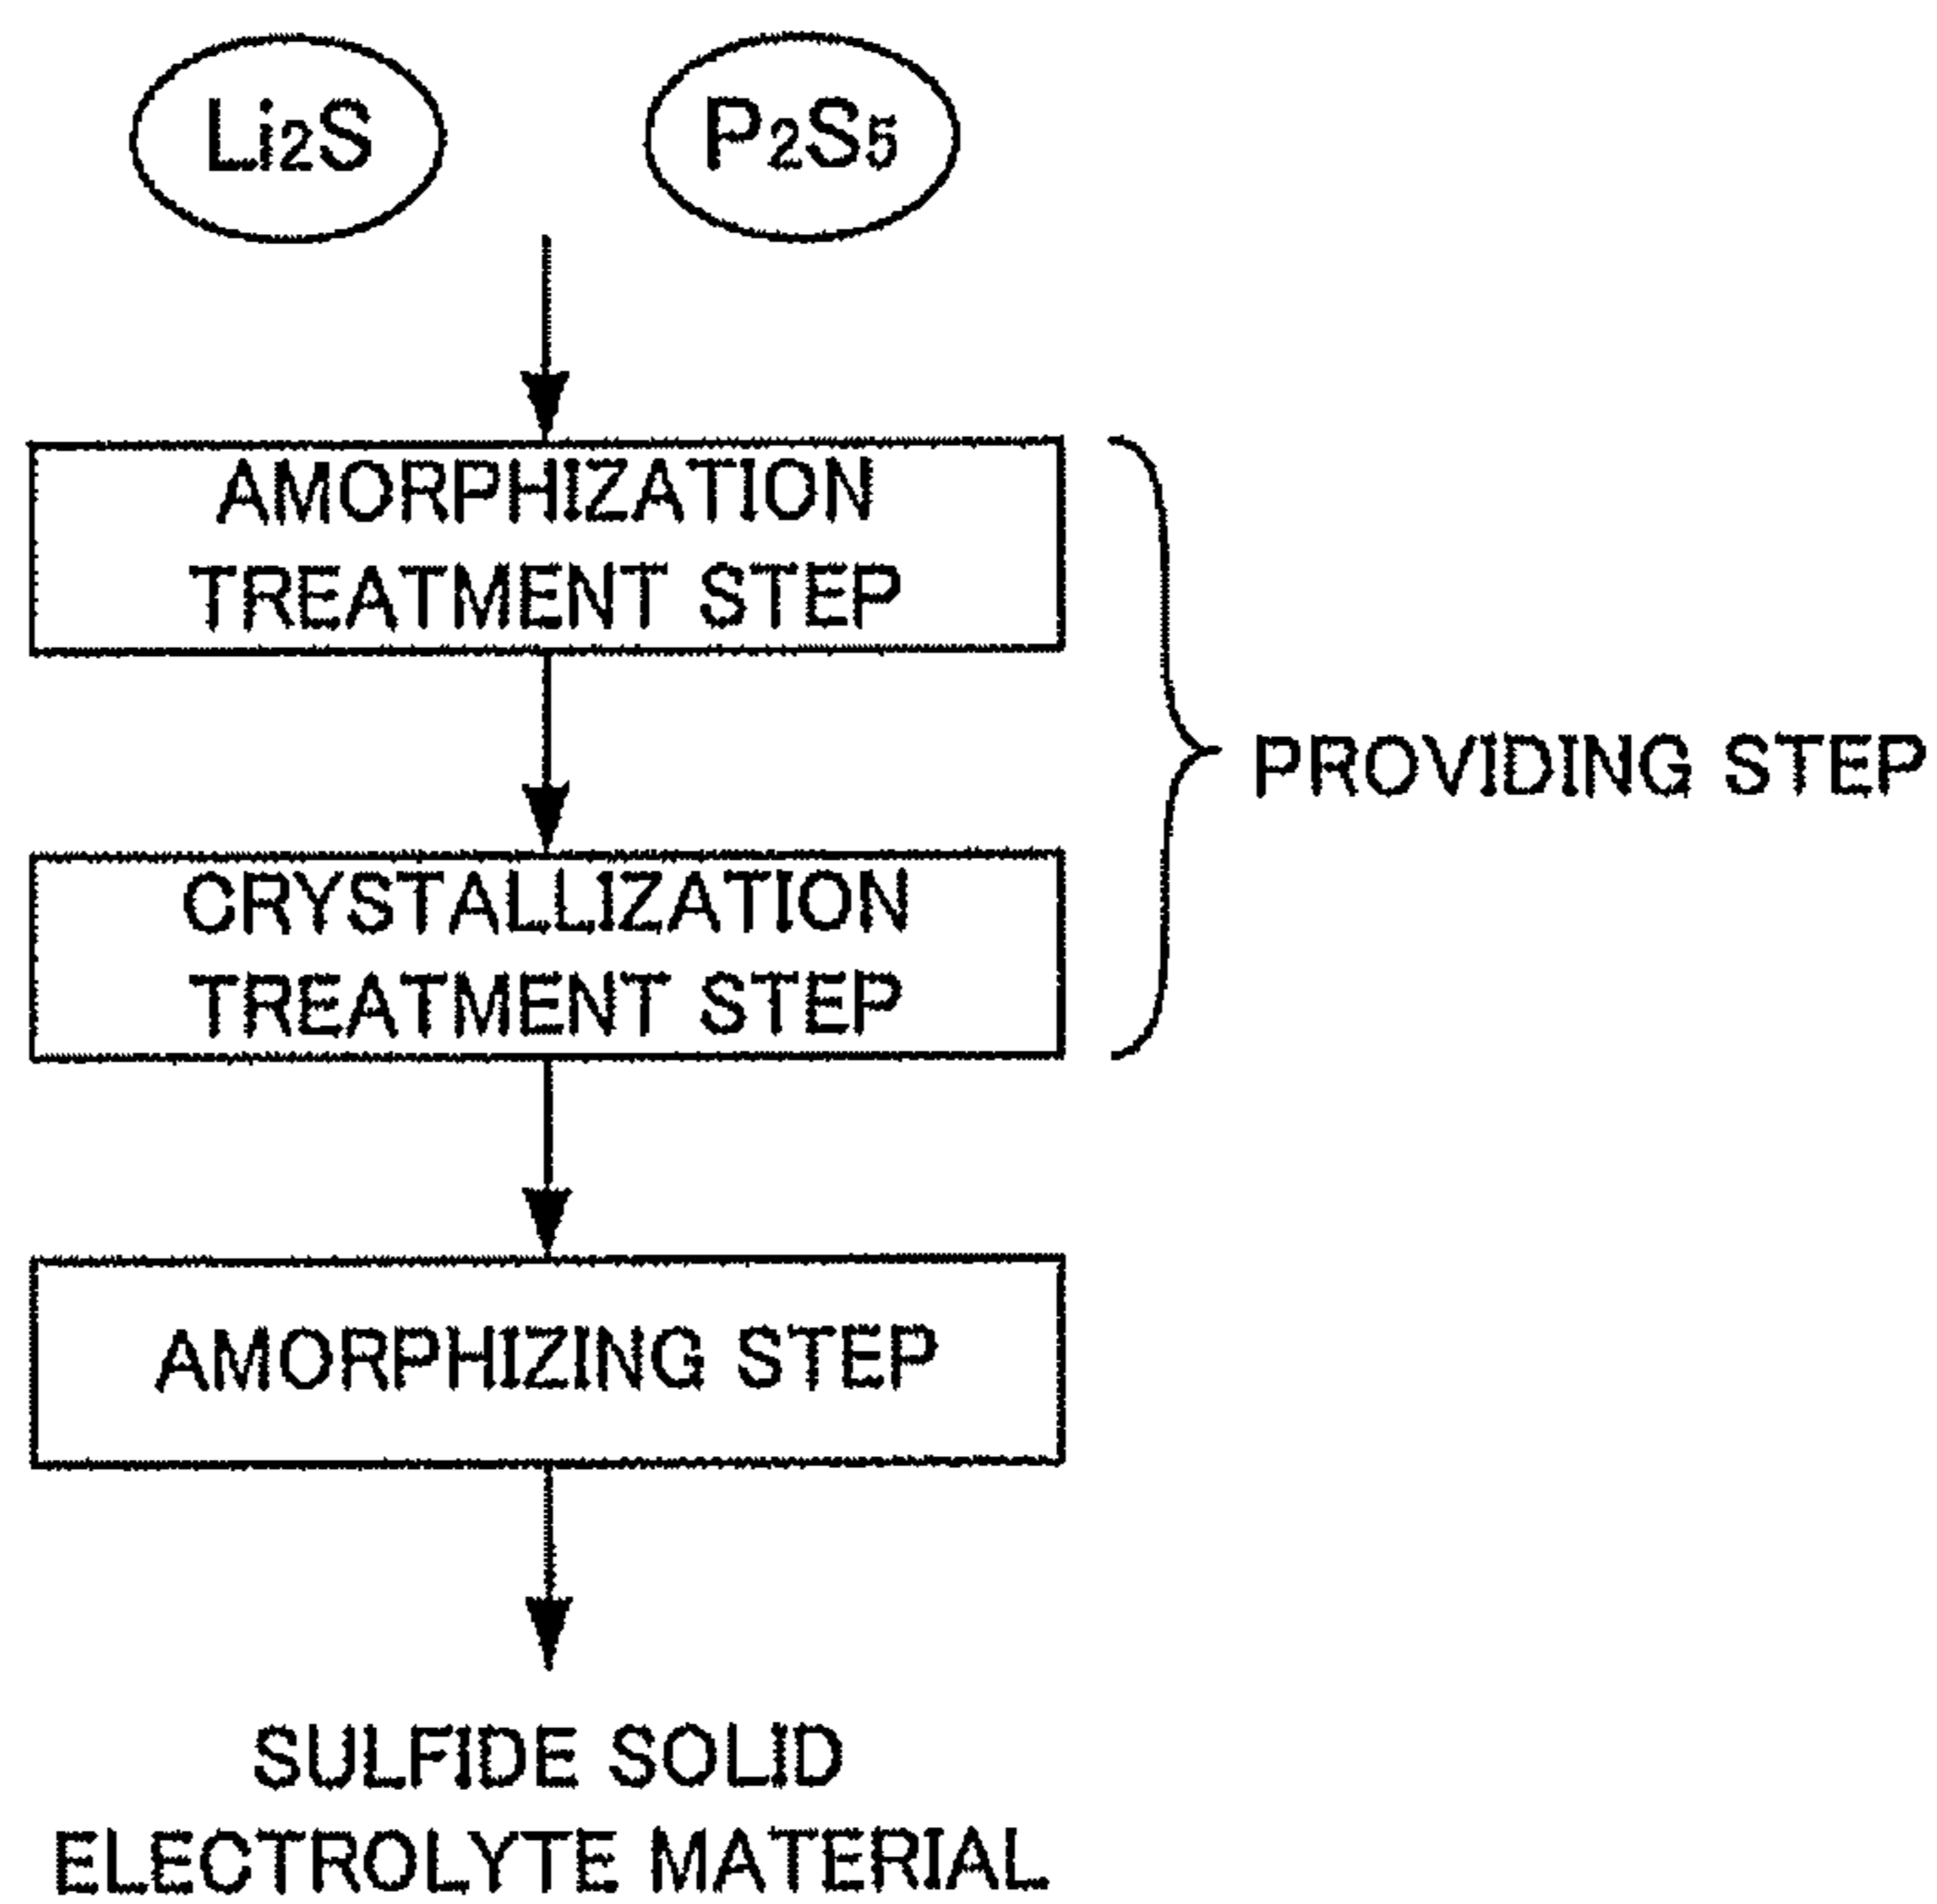 Li2S
P2S5
AMORPHIZATION
TREATMENT STEP
PROVIDING STEP
CRYSTALLIZATION
TREATMENT STEP
AMORPHIZING STEP
SULFIDE SOLID
ELECTROLYTE MATERIAL